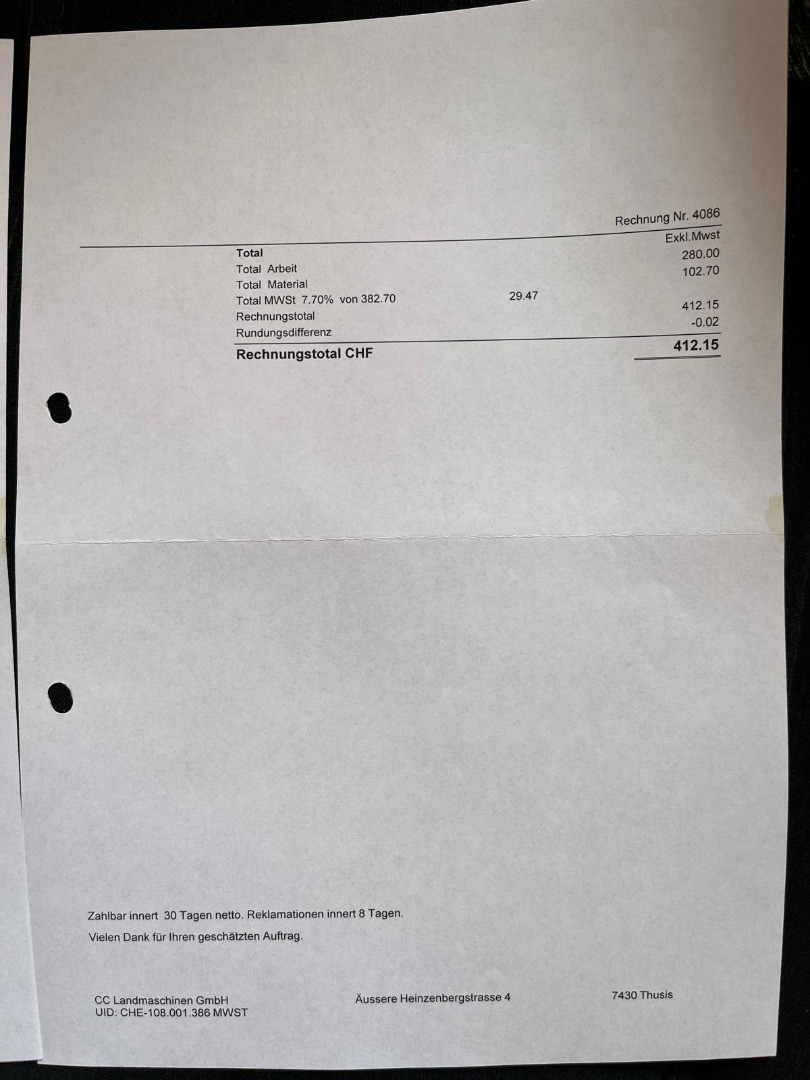 Rechnung Nr. 4086
Exkl.Mwst
Total
280.00
Total Arbeit
102.70
Total Material
Total MWSt 7.70% von 382.70 29.47
Rechnungstotal 412.15
Rundungsdifferenz -0.02
Rechnungstotal CHF 412.15
Zahlbar innert 30 Tagen netto. Reklamationen innert 8 Tagen.
Vielen Dank für Ihren geschätzten Auftrag.
CC Landmaschinen GmbH Äussere Heinzenbergstrasse 4 7430 Thusis
UID: CHE-108.001.386 MWST